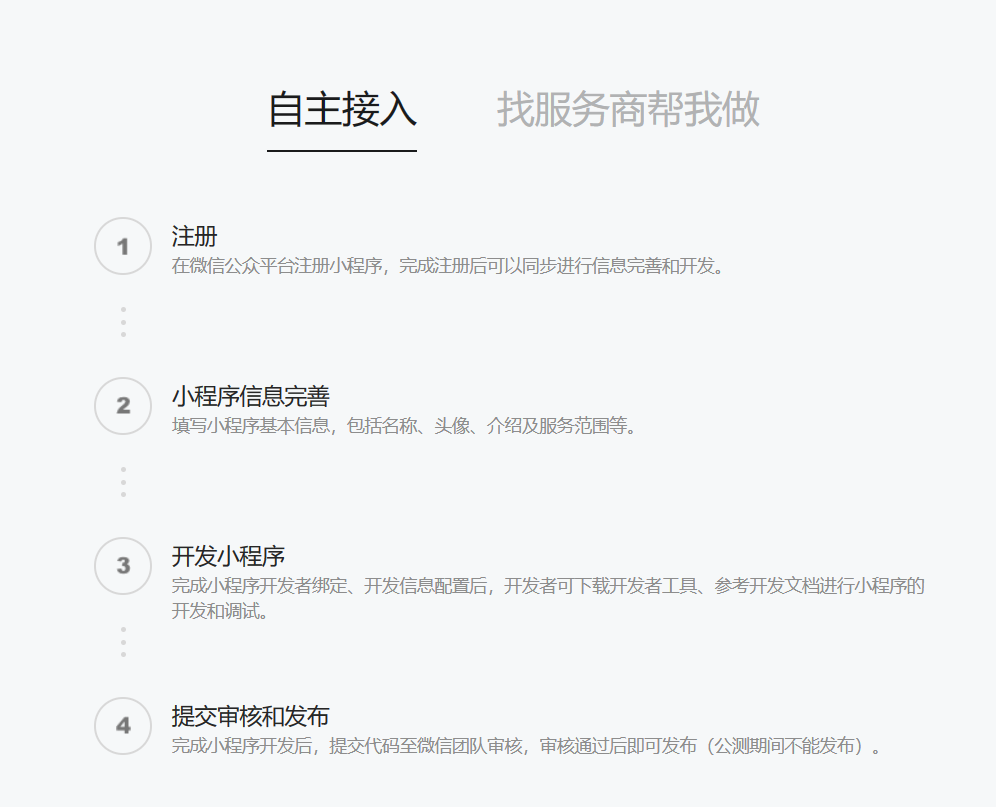 自主接入 找服务商帮我做
1 注册
在微信公众平台注册小程序，完成注册后可以同步进行信息完善和开发。
2 小程序信息完善
填写小程序基本信息，包括名称、头像、介绍及服务范围等。
3 开发小程序
完成小程序开发者绑定、开发信息配置后，开发者可下载开发者工具、参考开发文档进行小程序的
开发和调试。
4 提交审核和发布
完成小程序开发后，提交代码至微信团队审核，审核通过后即可发布（公测期间不能发布）。